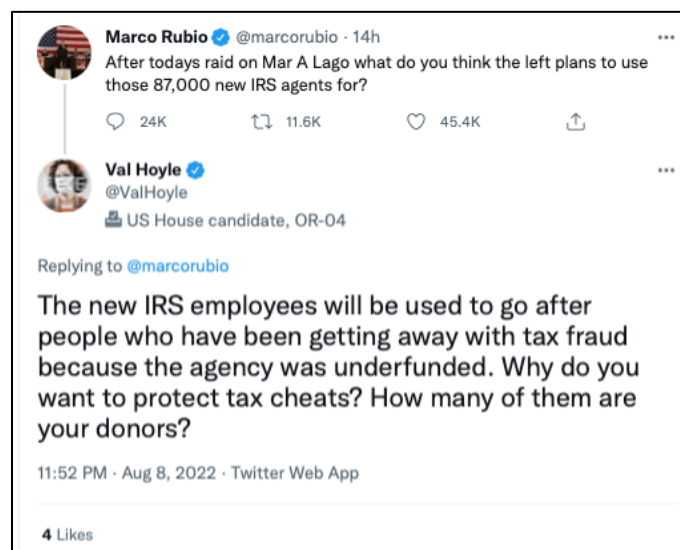 Marco Rubio @marcorubio · 14h
After todays raid on Mar A Lago what do you think the left plans to use
those 87,000 new IRS agents for?
24K 11.6K 45.4K
Val Hoyle
@ValHoyle
US House candidate, OR-04
Replying to @marcorubio
The new IRS employees will be used to go after
people who have been getting away with tax fraud
because the agency was underfunded. Why do you
want to protect tax cheats? How many of them are
your donors?
11:52 PM · Aug 8, 2022 · Twitter Web App
4 Likes